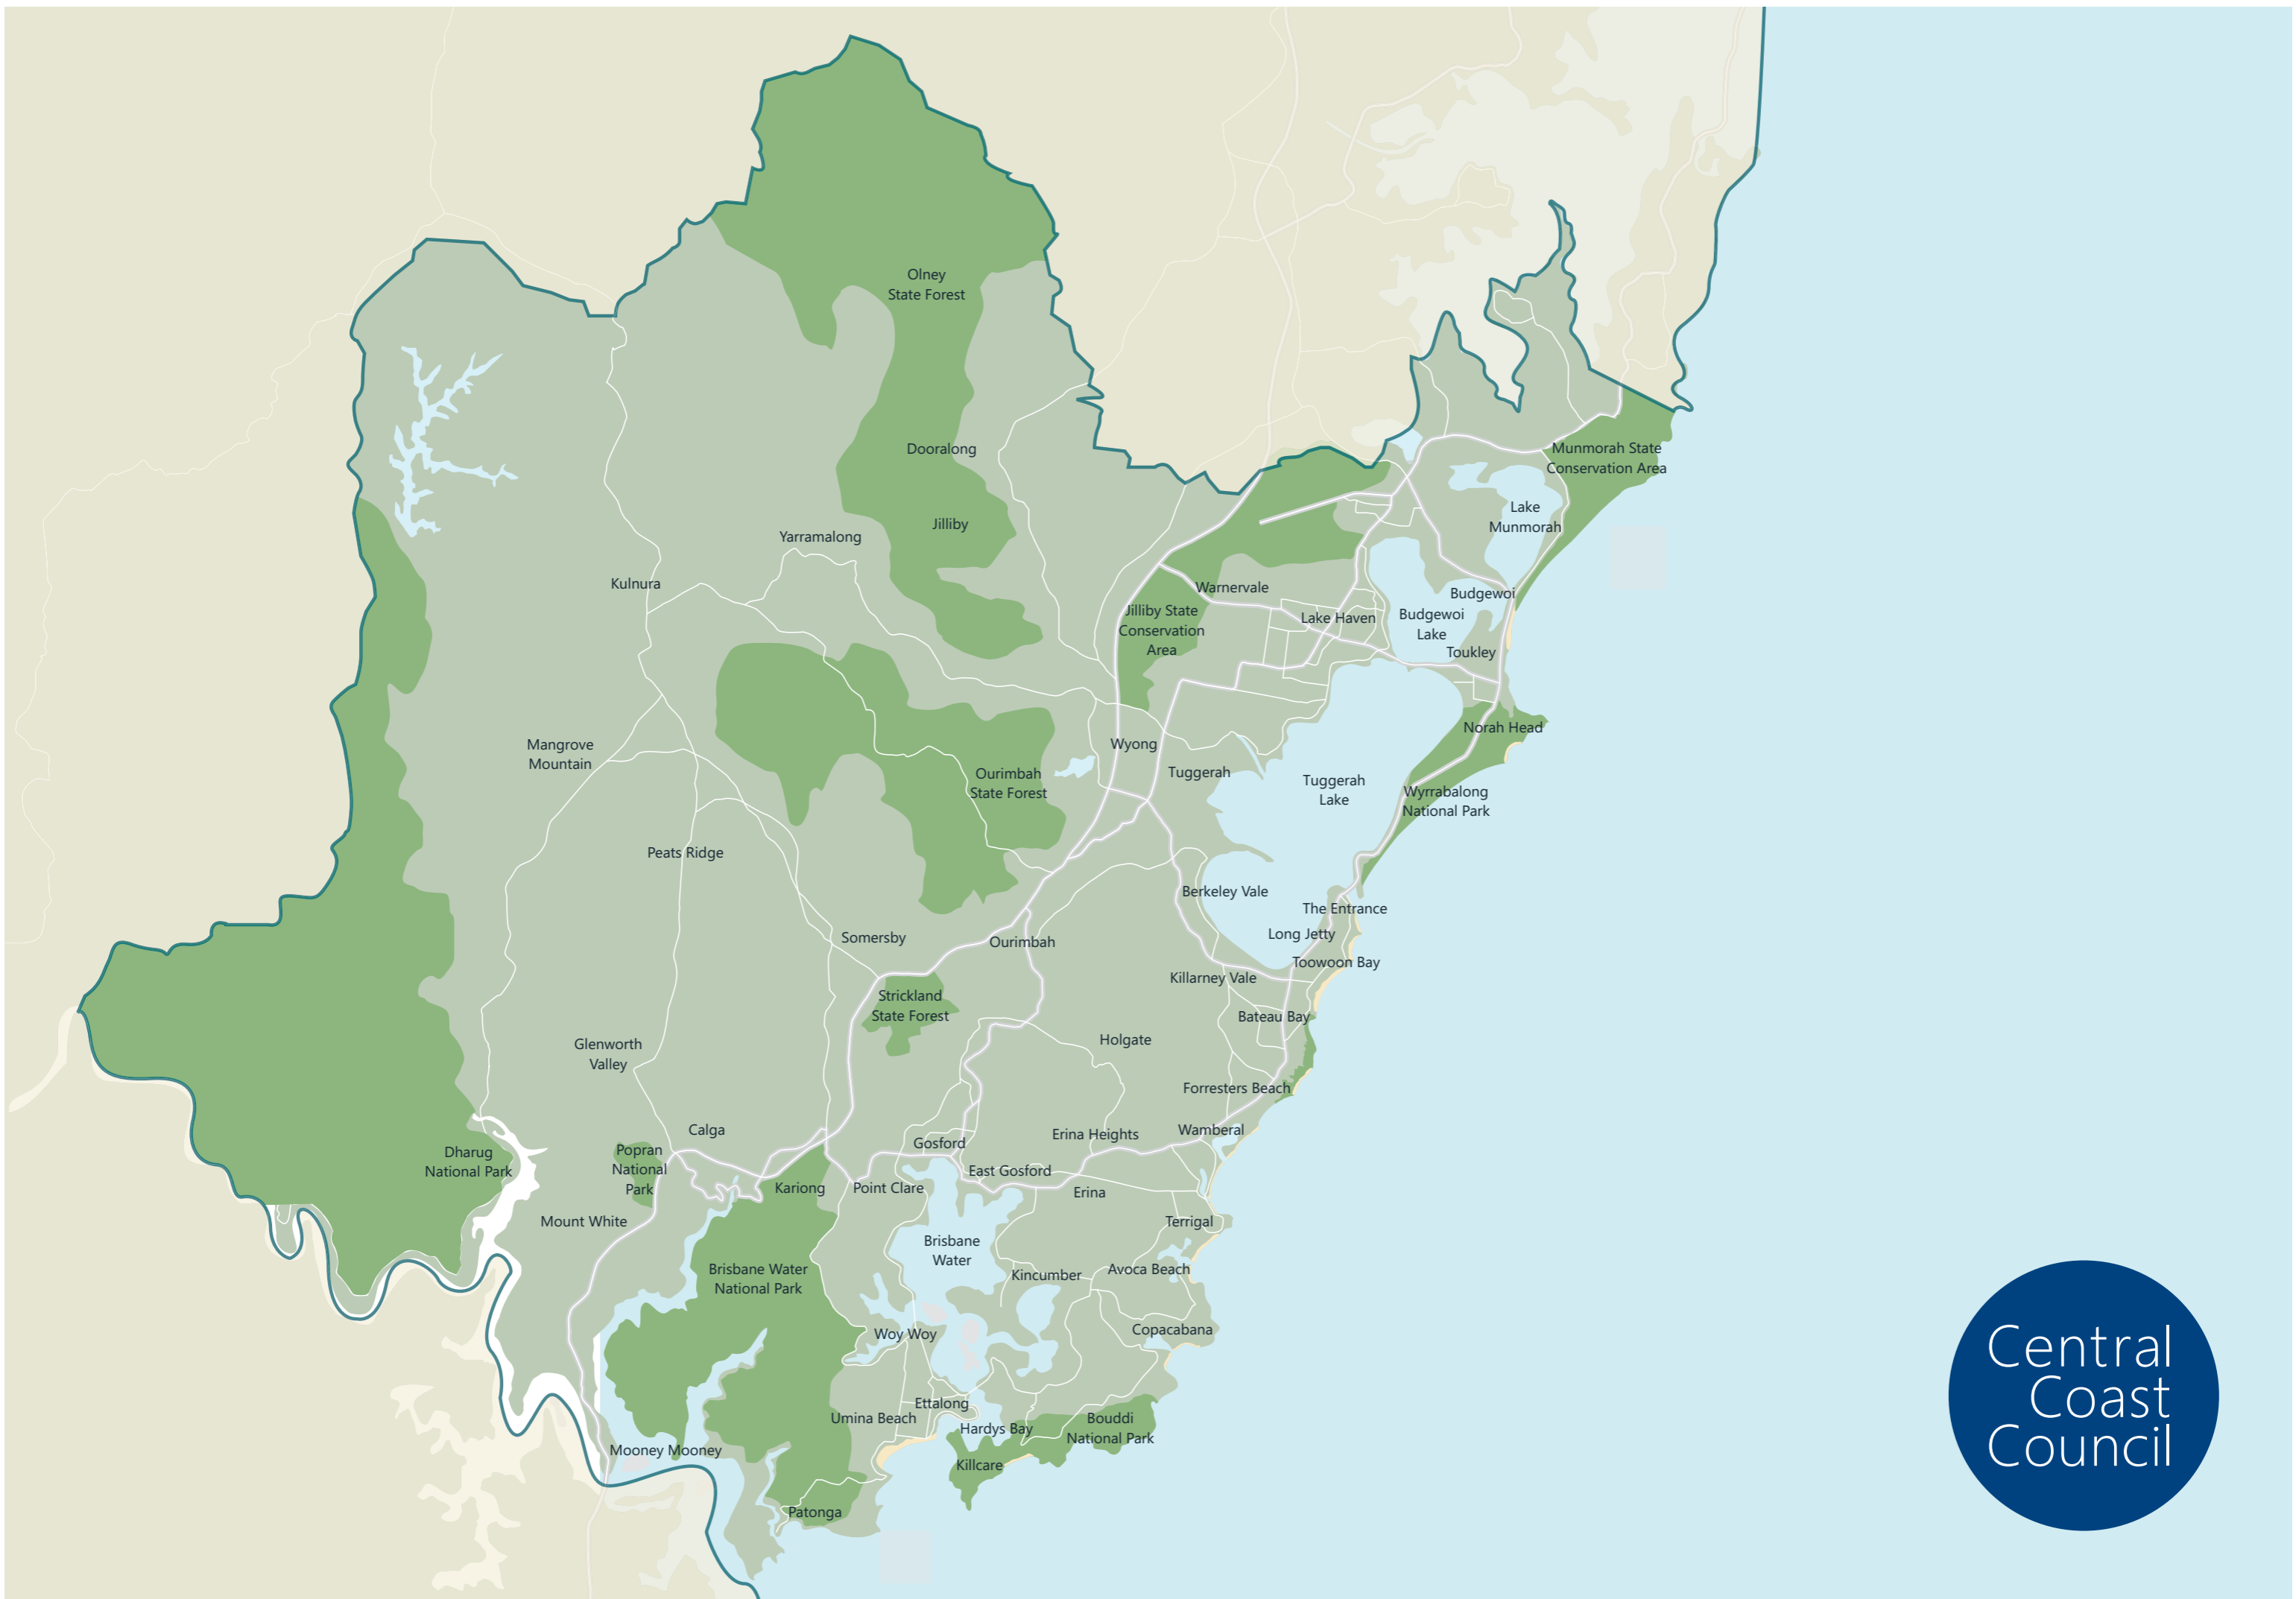 Olney
State Forest
Dooralong
Munmorah State
Conservation Area
Lake
Munmorah
Jilliby
Yarramalong
Kulnura
Warnervale
Budgewoi
Jilliby State
Conservation
Area
Lake Haven
Budgewoi
Lake
Toukley
Norah Head
Mangrove
Mountain
Wyong
Tuggerah
Ourimbah
State Forest
Tuggerah
Lake
Wyrrabalong
National Park
Peats Ridge
Berkeley Vale
The Entrance
Long Jetty
Somersby
Ourimbah
Toowoon Bay
Killarney Vale
Strickland
State Forest
Bateau Bay
Glenworth
Valley
Holgate
Forresters Beach
Calga
Gosford
Erina Heights
Wamberal
Dharug
National Park
Popran
National
Park
East Gosford
Kariong
Point Clare
Erina
Mount White
Terrigal
Brisbane
Water
Brisbane Water
National Park
Kincumber
Avoca Beach
Woy Woy
Copacabana
Ettalong
Umina Beach
Hardys Bay
Bouddi
National Park
Mooney Mooney
Killcare
Patonga
Central
Coast
Council